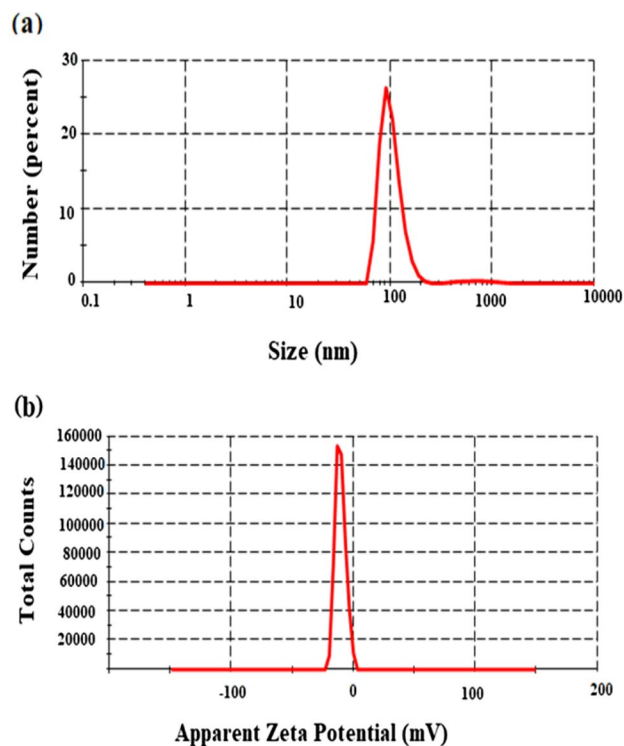 (a)
Number (percent)
30
20
10
0
0.1 1 10 100 1000 10000
Size (nm)
(b)
Total Counts
160000
140000
120000
100000
80000
60000
40000
20000
-100 0 100 200
Apparent Zeta Potential (mV)